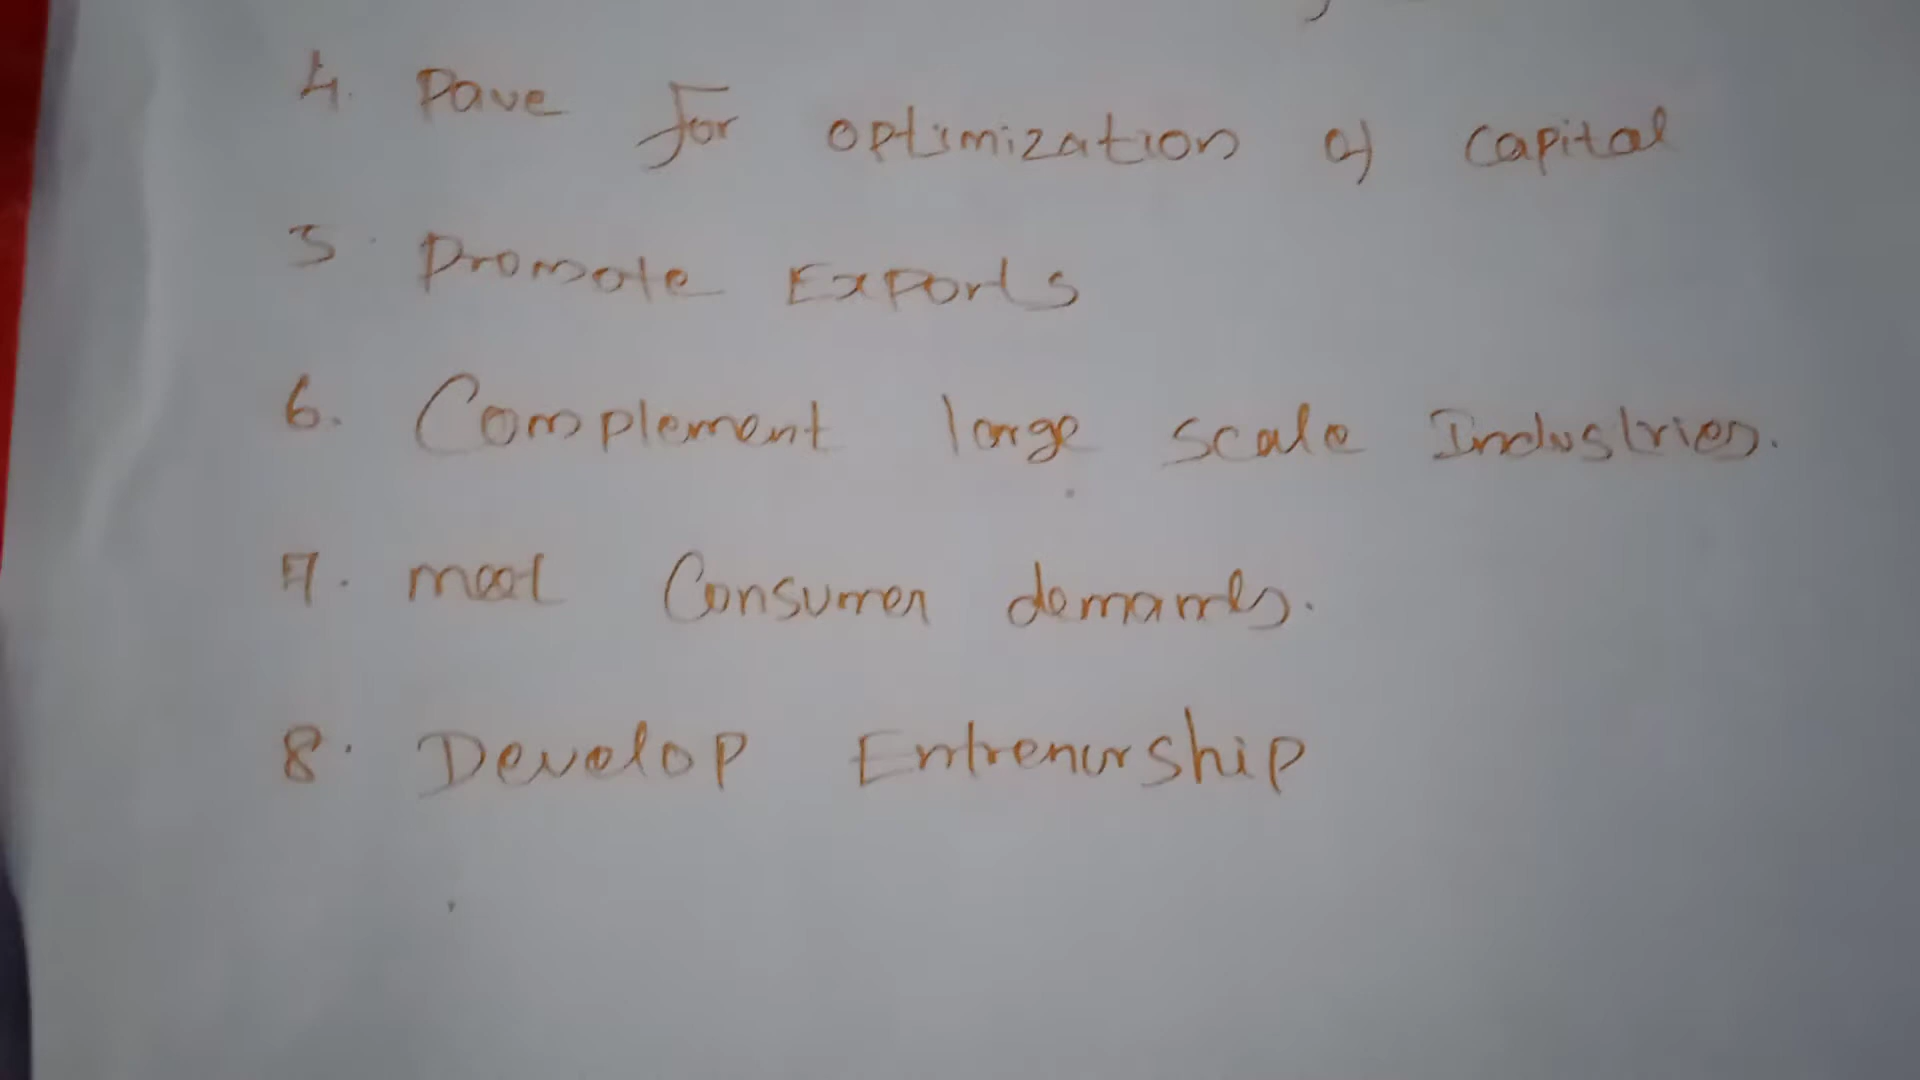 4. Pave for optimization of capital
5. Promote Exports
6. Complement large scale Industries.
7. meet Consumer demands.
8. Develop Entrenurship